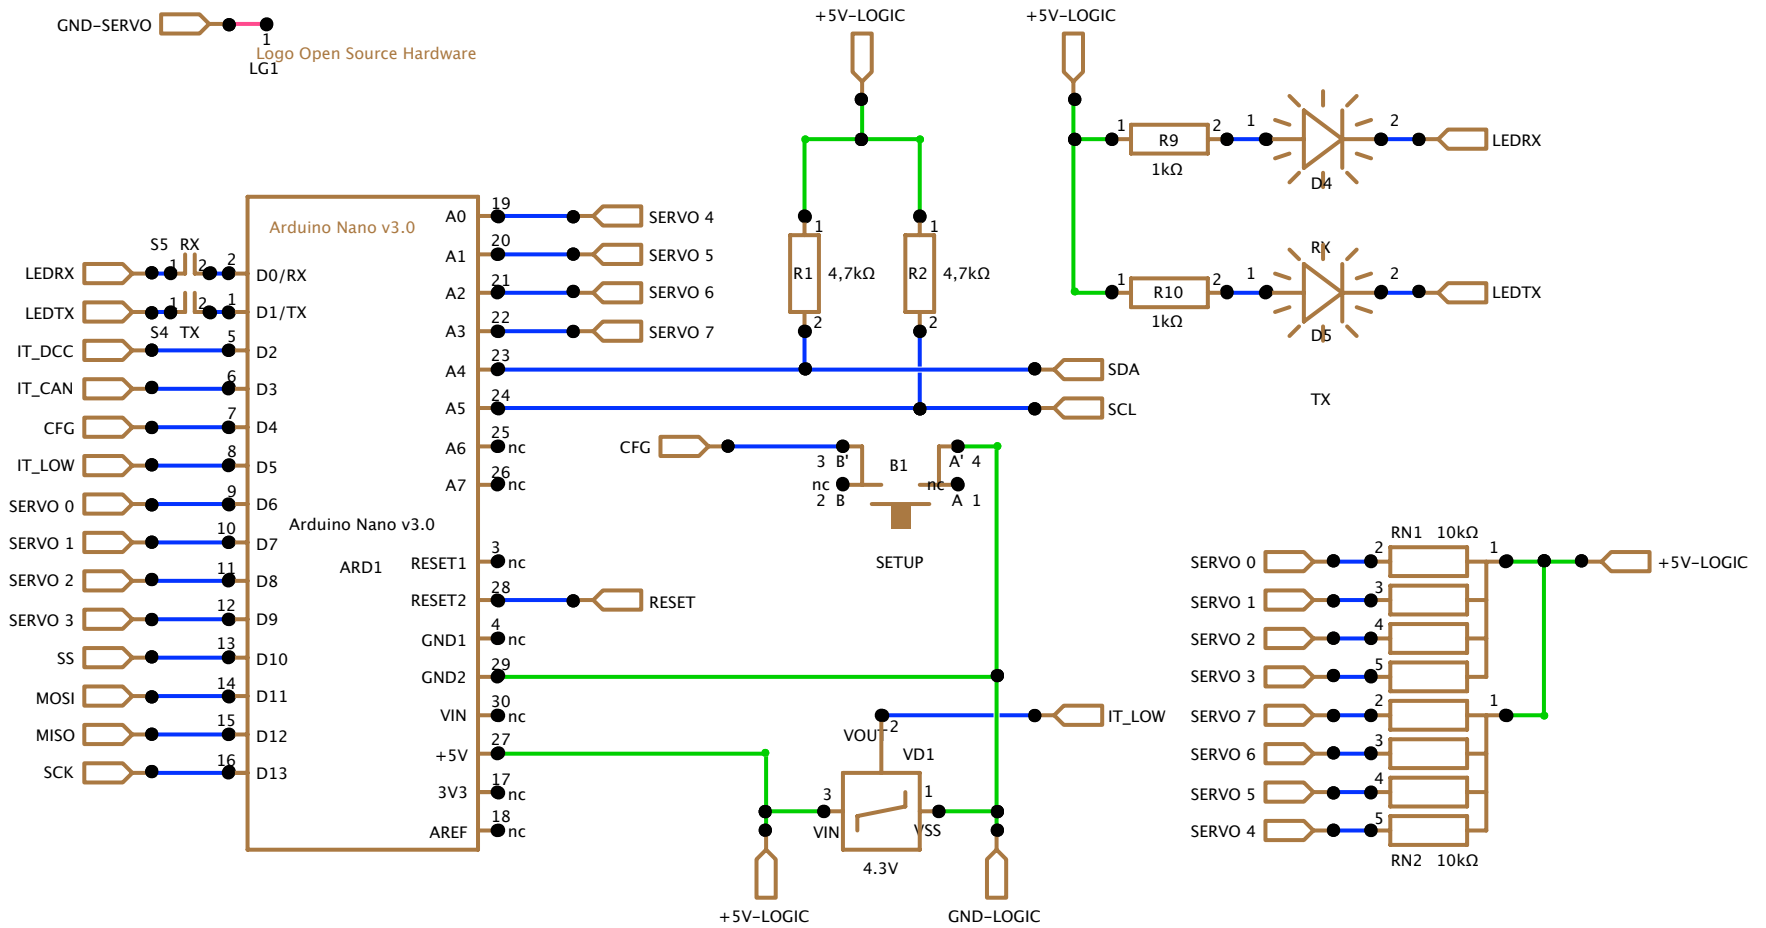 GND-SERVO
1
Logo Open Source Hardware
LG1
+5V-LOGIC
+5V-LOGIC
1 R9 2
1kΩ
1 2
D4
LEDRX
RX
1 R10 2
1kΩ
1 2
D5
LEDTX
TX
1
R1 4,7kΩ
2
1
R2 4,7kΩ
2
Arduino Nano v3.0
Arduino Nano v3.0
ARD1
S5 RX
LEDRX 1 2 2 D0/RX
LEDTX 1 2 1 D1/TX
S4 TX
IT_DCC 5 D2
IT_CAN 6 D3
CFG 7 D4
IT_LOW 8 D5
SERVO 0 9 D6
SERVO 1 10 D7
SERVO 2 11 D8
SERVO 3 12 D9
SS 13 D10
MOSI 14 D11
MISO 15 D12
SCK 16 D13
A0 19 SERVO 4
A1 20 SERVO 5
A2 21 SERVO 6
A3 22 SERVO 7
A4 23 SDA
A5 24 SCL
A6 25 nc
A7 26 nc
RESET1 3 nc
RESET2 28 RESET
GND1 4 nc
GND2 29
VIN 30 nc
+5V 27
3V3 17 nc
AREF 18 nc
CFG
3 B' B1 A' 4
nc nc
2 B A 1
SETUP
2 IT_LOW
VOUT
VD1
3 1
VIN VSS
4.3V
+5V-LOGIC
GND-LOGIC
RN1 10kΩ
SERVO 0 2 1 +5V-LOGIC
SERVO 1 3
SERVO 2 4
SERVO 3 5
SERVO 7 2 1
SERVO 6 3
SERVO 5 4
SERVO 4 5
RN2 10kΩ